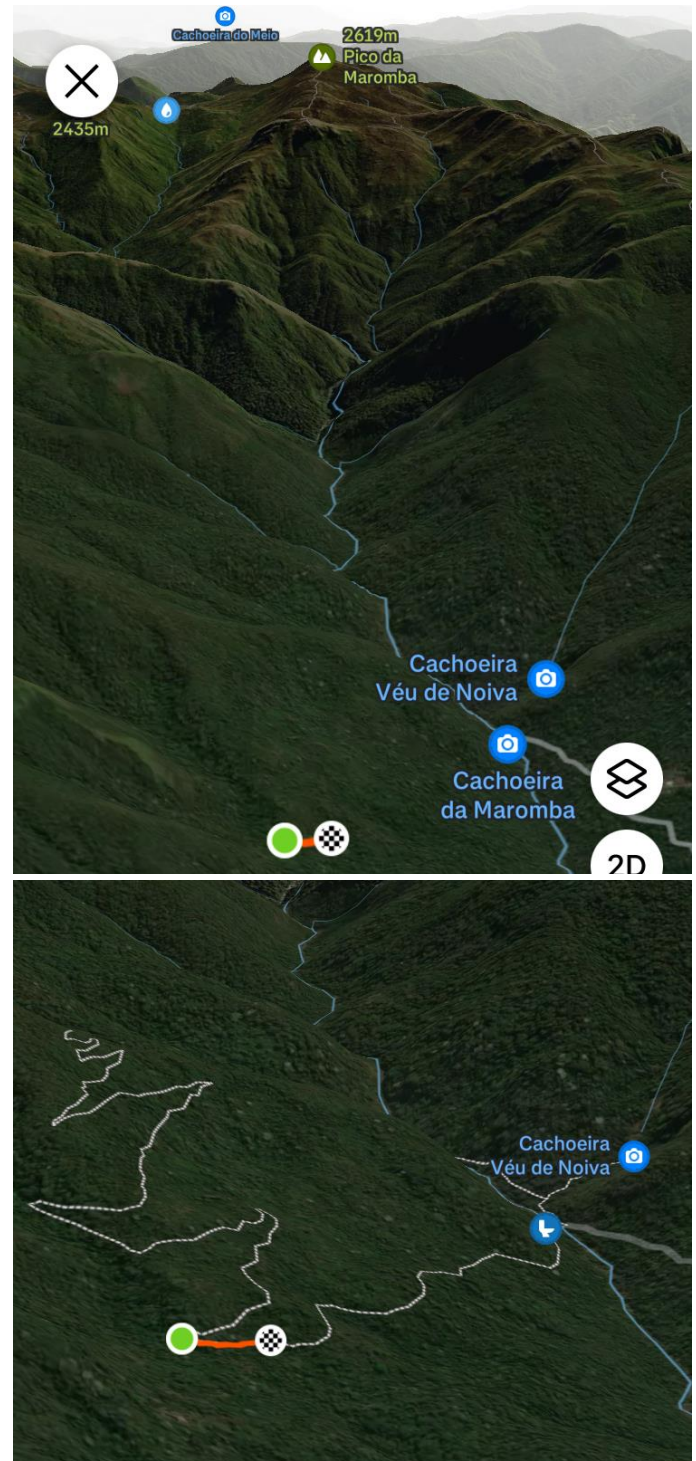 Cachoeira do Meio
2619m
Pico da
Maromba
2435m
Cachoeira
Véu de Noiva
Cachoeira
da Maromba
2D
Cachoeira
Véu de Noiva